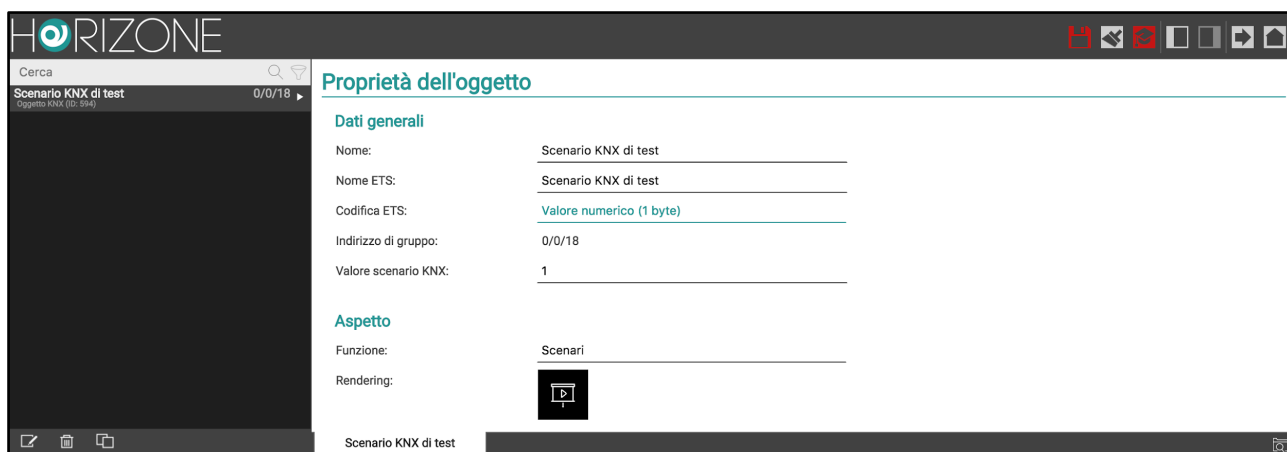 HORIZONE
Cerca
Scenario KNX di test 0/0/18
Oggetto KNX (ID: 594)
Proprietà dell'oggetto
Dati generali
Nome: Scenario KNX di test
Nome ETS: Scenario KNX di test
Codifica ETS: Valore numerico (1 byte)
Indirizzo di gruppo: 0/0/18
Valore scenario KNX: 1
Aspetto
Funzione: Scenari
Rendering:
Scenario KNX di test